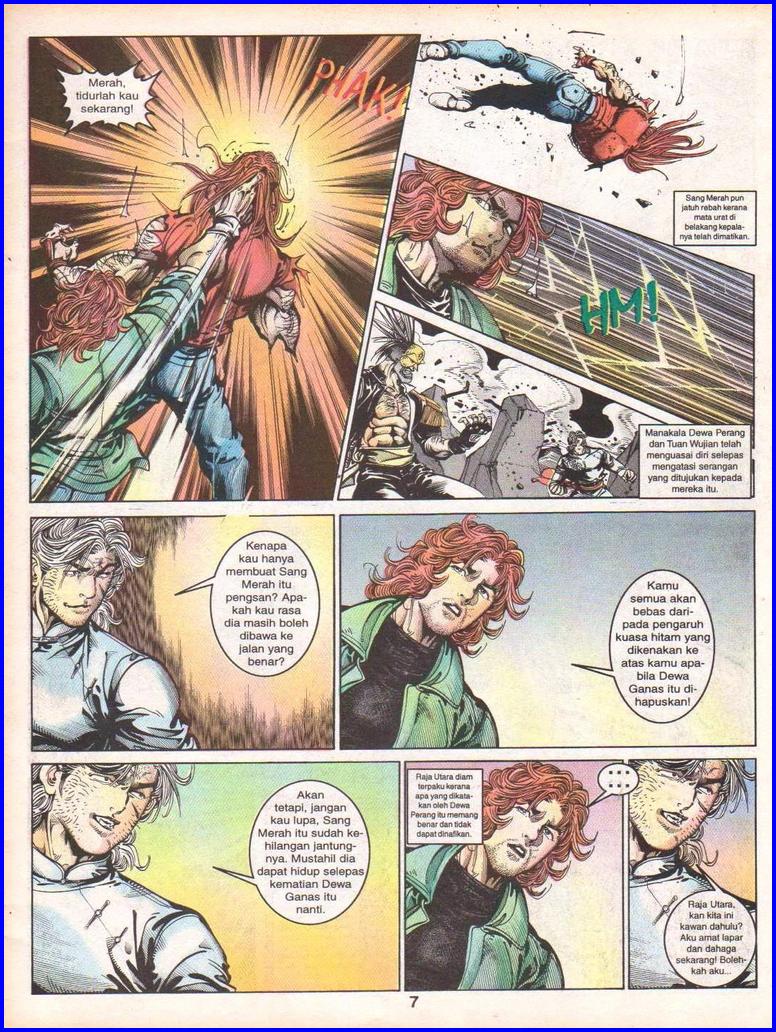 Merah,
tidurlah kau
sekarang!
PHAK!
Sang Merah pun
jatuh rebah kerana
mata urat di
belakang kepala-
nya telah dimatikan.
HM!
Manakala Dewa Perang
dan Tuan Wujian telah
menguasai diri selepas
mengatasi serangan
yang ditujukan kepada
mereka itu.
Kenapa
kau hanya
membuat Sang
Merah itu
pengsan? Apa-
kah kau rasa
dia masih boleh
dibawa ke
jalan yang
benar?
Kamu
semua akan
bebas dari-
pada pengaruh
kuasa hitam yang
dikenakan ke
atas kamu apa-
bila Dewa
Ganas itu di-
hapuskan!
Akan
tetapi, jangan
kau lupa, Sang
Merah itu sudah ke-
hilangan jantung-
nya. Mustahil dia
dapat hidup selepas
kematian Dewa
Ganas itu
nanti.
Raja Utara diam
terpaku kerana
apa yang dikata-
kan oleh Dewa
Perang itu memang
benar dan tidak
dapat dinafikan.
...
...
Raja Utara,
kan kita ini
kawan dahulu?
Aku amat lapar
dan dahaga
sekarang! Boleh-
kah aku...
7